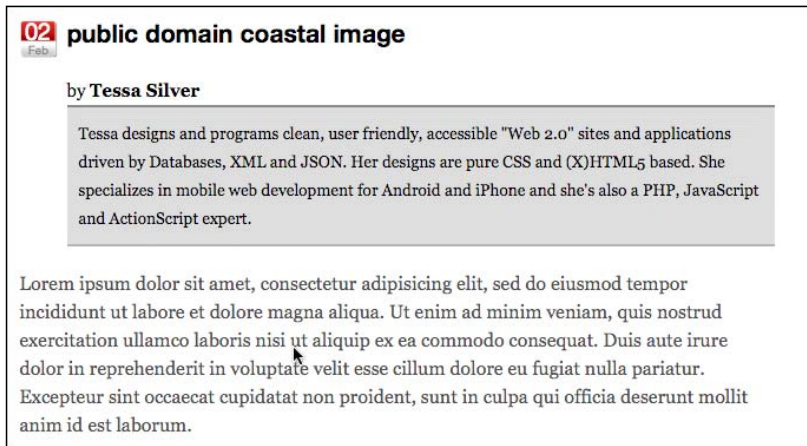 02
Feb
public domain coastal image
by Tessa Silver
Tessa designs and programs clean, user friendly, accessible "Web 2.0" sites and applications
driven by Databases, XML and JSON. Her designs are pure CSS and (X)HTML5 based. She
specializes in mobile web development for Android and iPhone and she's also a PHP, JavaScript
and ActionScript expert.
Lorem ipsum dolor sit amet, consectetur adipisicing elit, sed do eiusmod tempor
incididunt ut labore et dolore magna aliqua. Ut enim ad minim veniam, quis nostrud
exercitation ullamco laboris nisi ut aliquip ex ea commodo consequat. Duis aute irure
dolor in reprehenderit in voluptate velit esse cillum dolore eu fugiat nulla pariatur.
Excepteur sint occaecat cupidatat non proident, sunt in culpa qui officia deserunt mollit
anim id est laborum.